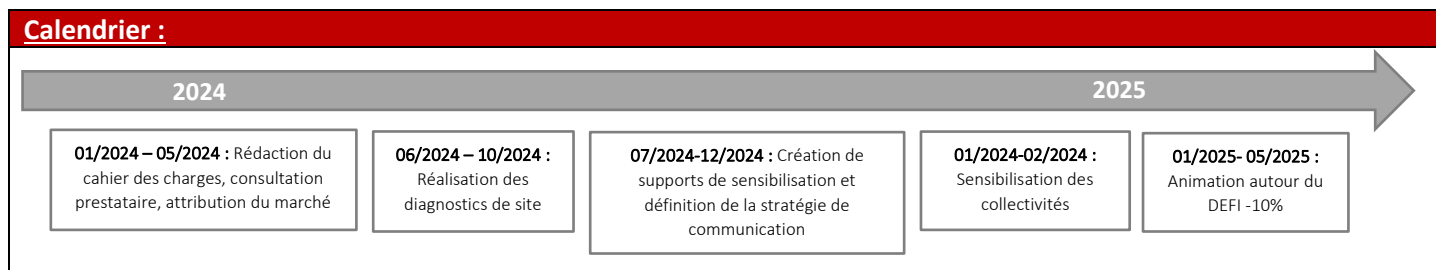 Calendrier :
2024
2025
01/2024 – 05/2024 : Rédaction du
cahier des charges, consultation
prestataire, attribution du marché
06/2024 – 10/2024 :
Réalisation des
diagnostics de site
07/2024-12/2024 : Création de
supports de sensibilisation et
définition de la stratégie de
communication
01/2024-02/2024 :
Sensibilisation des
collectivités
01/2025- 05/2025 :
Animation autour du
DEFI -10%